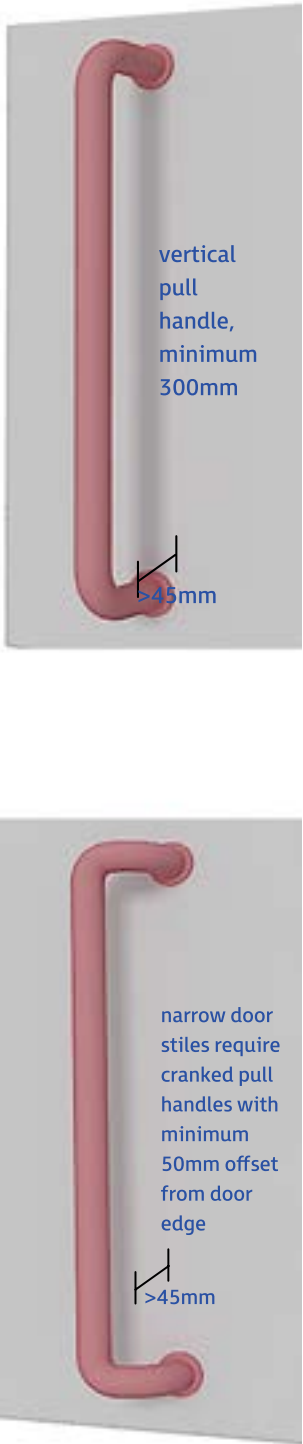 vertical
pull
handle,
minimum
300mm
>45mm
narrow door
stiles require
cranked pull
handles with
minimum
50mm offset
from door
edge
>45mm